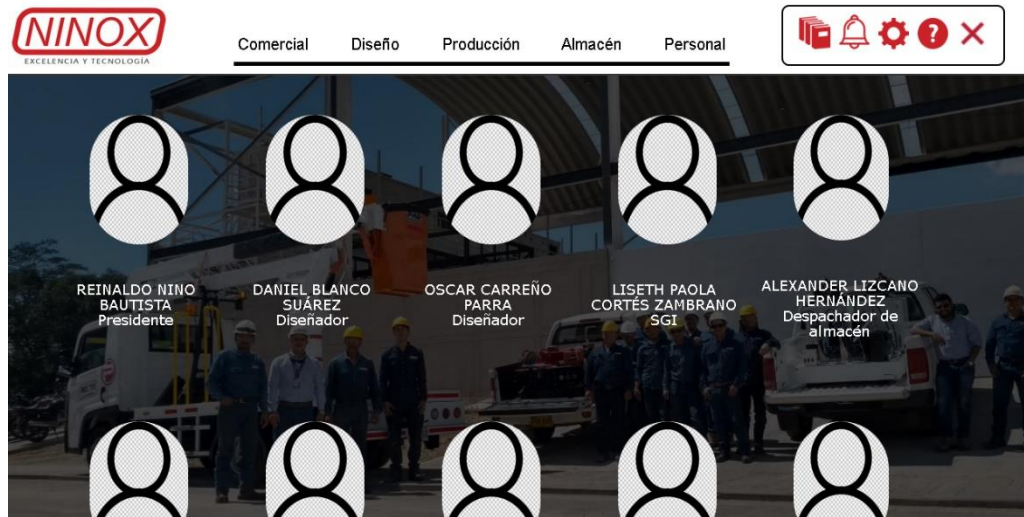 NINOX
EXCELENCIA Y TECNOLOGÍA
Comercial Diseño Producción Almacén Personal
?
REINALDO NINO
BAUTISTA
Presidente
DANIEL BLANCO
SUÁREZ
Diseñador
OSCAR CARREÑO
PARRA
Diseñador
LISETH PAOLA
CORTÉS ZAMBRANO
SGI
ALEXANDER LIZCANO
HERNÁNDEZ
Despachador de
almacén